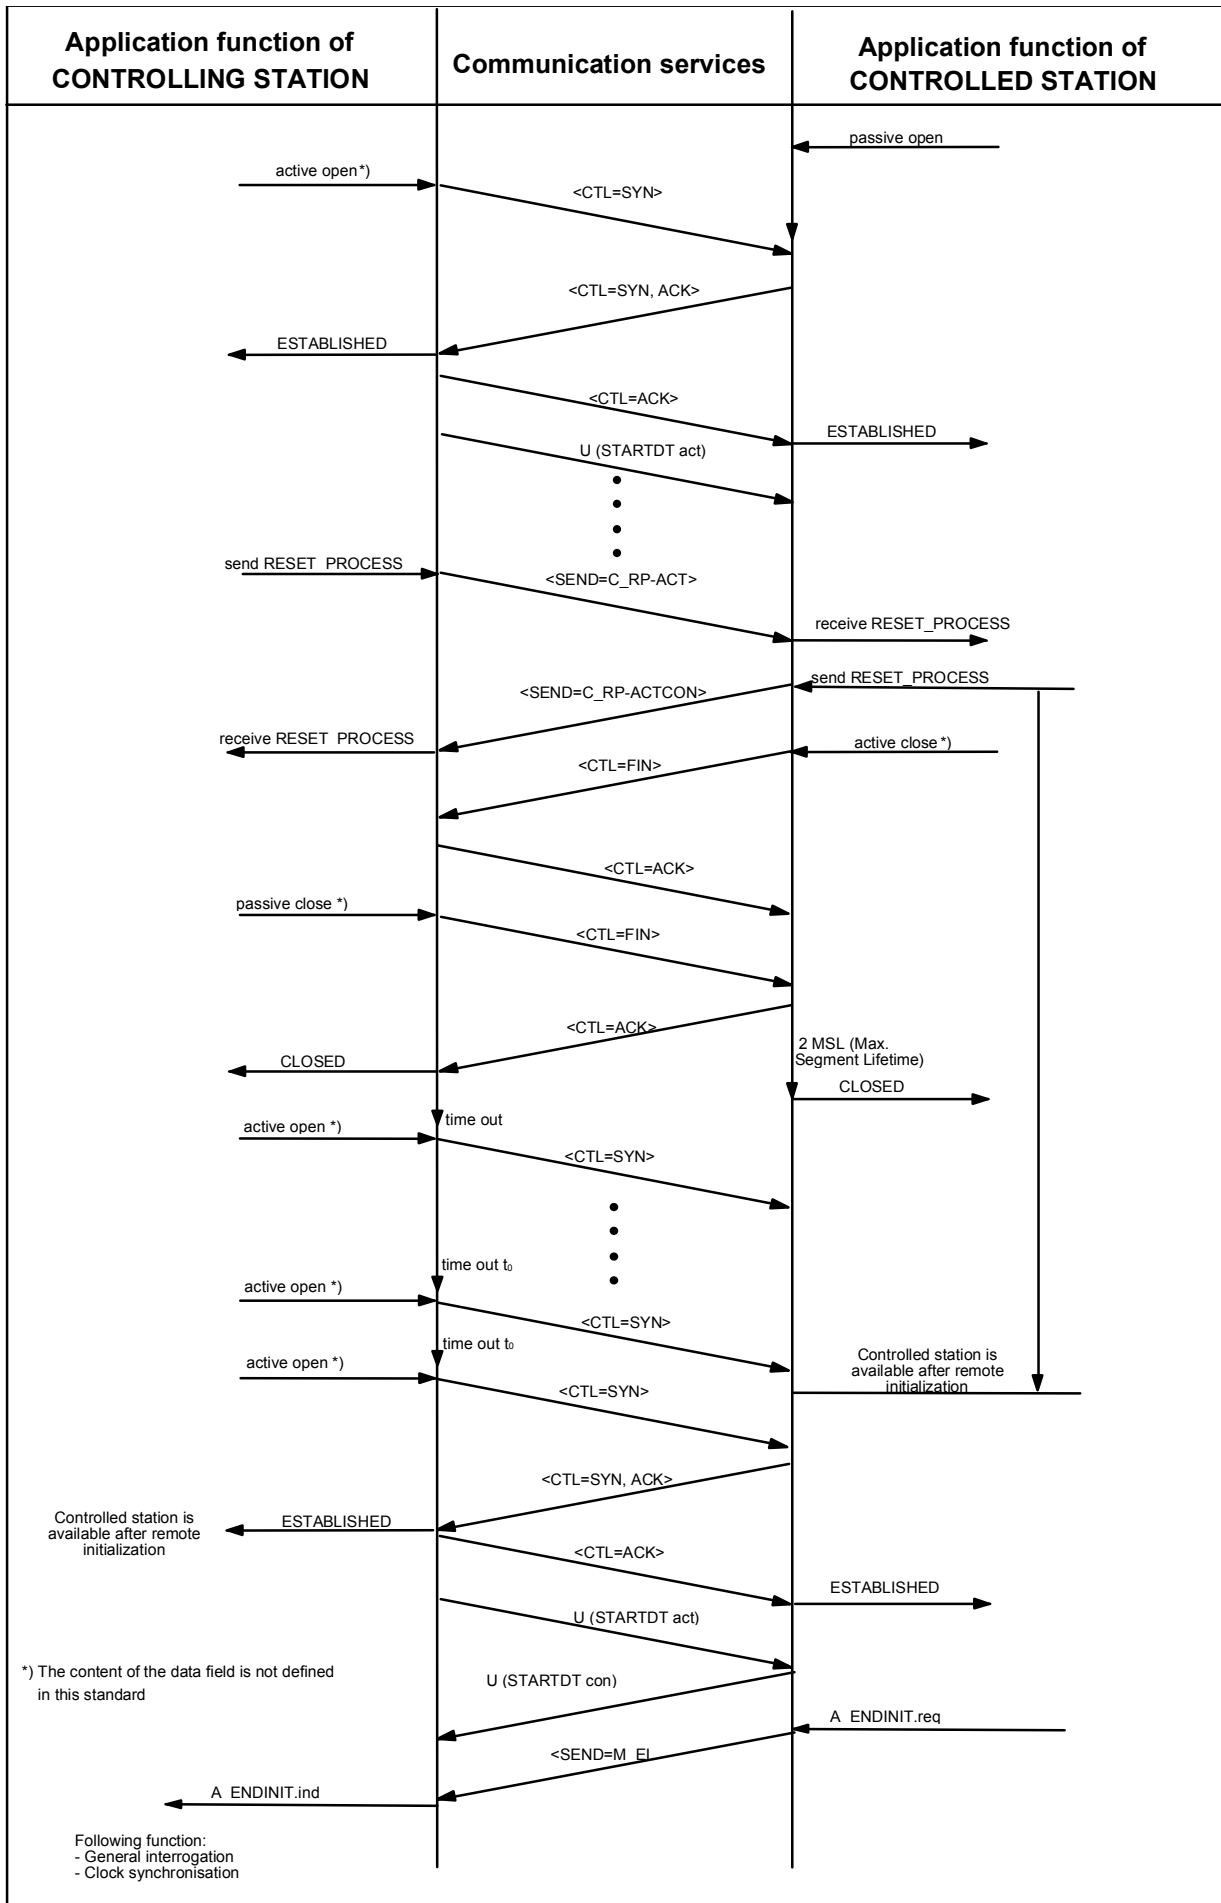 Application function of
CONTROLLING STATION
Communication services
Application function of
CONTROLLED STATION
passive open
active open *)
<CTL=SYN>
<CTL=SYN, ACK>
ESTABLISHED
<CTL=ACK>
ESTABLISHED
U (STARTDT act)
send RESET_PROCESS
<SEND=C_RP-ACT>
receive RESET_PROCESS
send RESET_PROCESS
<SEND=C_RP-ACTCON>
receive RESET_PROCESS
active close *)
<CTL=FIN>
<CTL=ACK>
passive close *)
<CTL=FIN>
<CTL=ACK>
2 MSL (Max.
Segment Lifetime)
CLOSED
CLOSED
time out
active open *)
<CTL=SYN>
time out t₀
active open *)
<CTL=SYN>
time out t₀
active open *)
Controlled station is
available after remote
initialization
<CTL=SYN>
<CTL=SYN, ACK>
Controlled station is
available after remote
initialization
ESTABLISHED
<CTL=ACK>
ESTABLISHED
U (STARTDT act)
*) The content of the data field is not defined
in this standard
U (STARTDT con)
A_ENDINIT.req
<SEND=M_EI
A_ENDINIT.ind
Following function:
- General interrogation
- Clock synchronisation